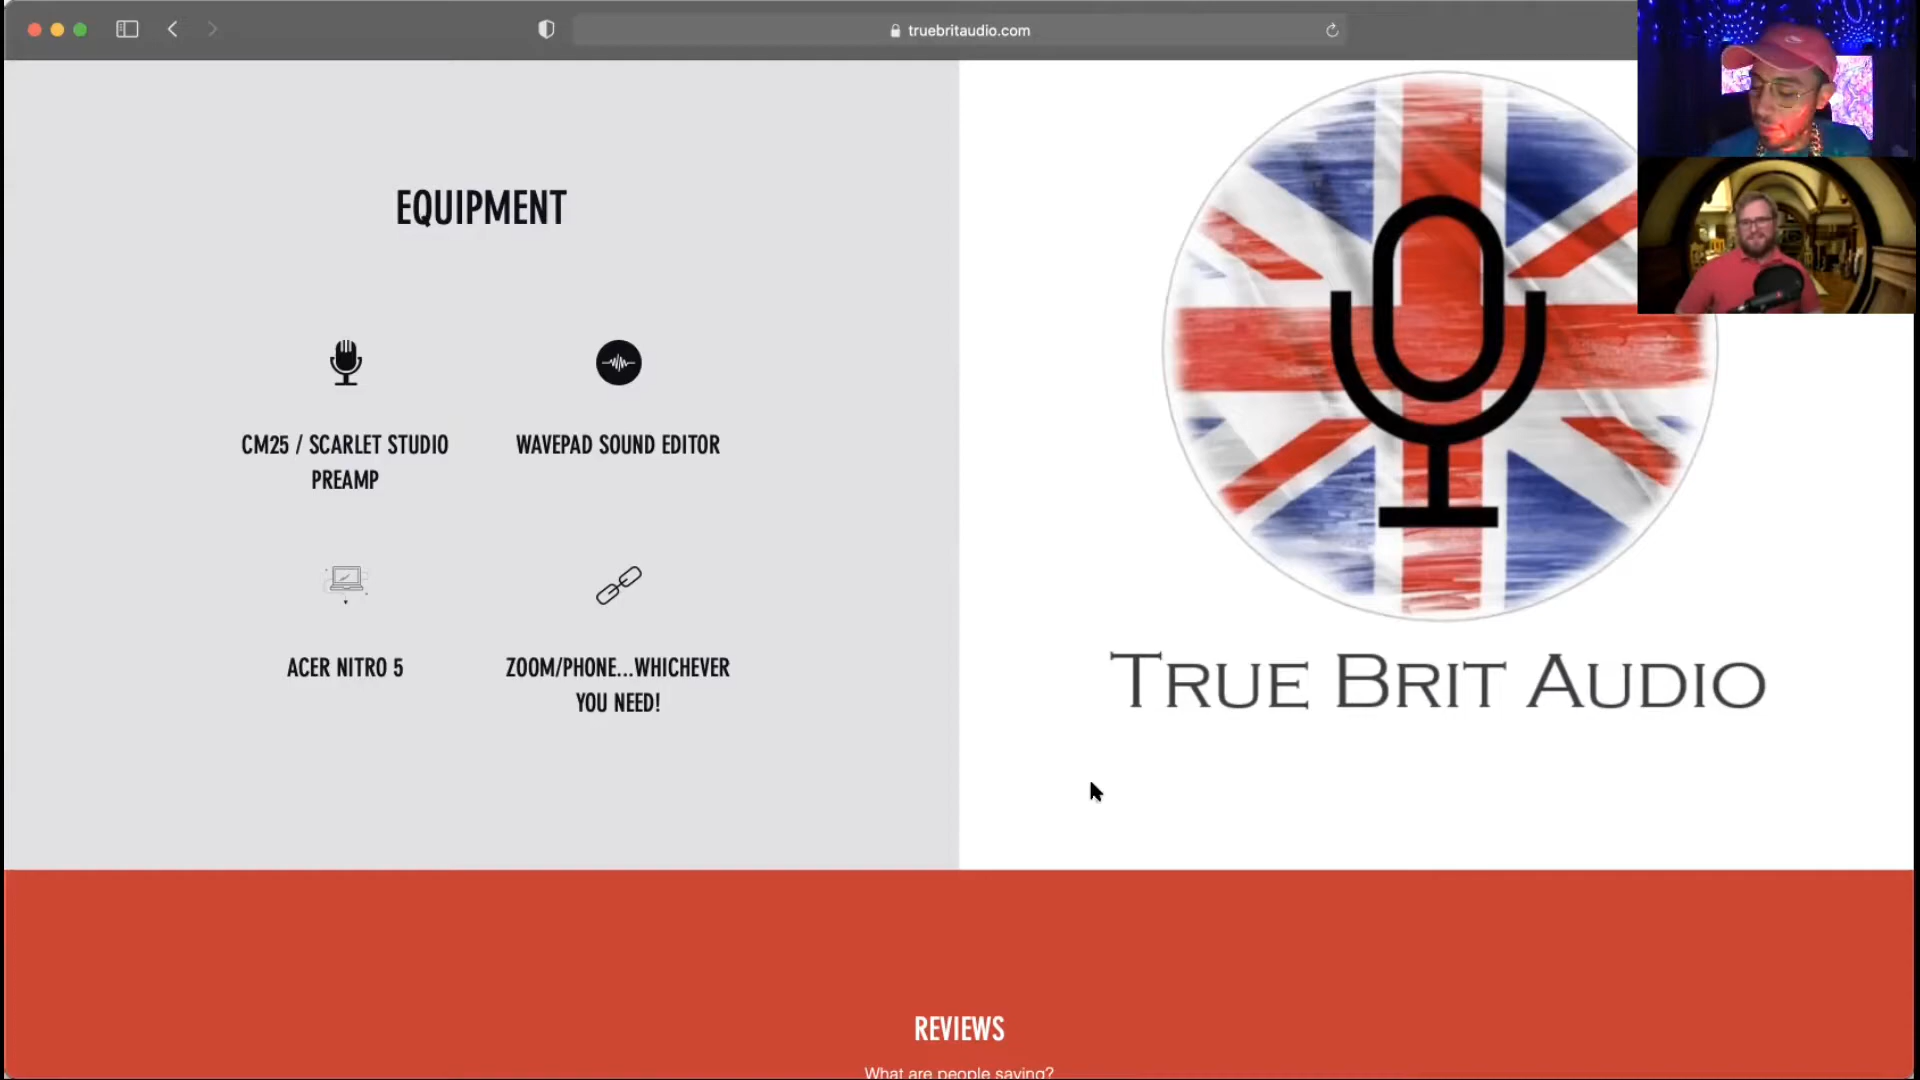 truebritaudio.com
EQUIPMENT
CM25 / SCARLET STUDIO
PREAMP
WAVEPAD SOUND EDITOR
ACER NITRO 5
ZOOM/PHONE...WHICHEVER
YOU NEED!
TRUE BRIT AUDIO
REVIEWS
What are people saying?